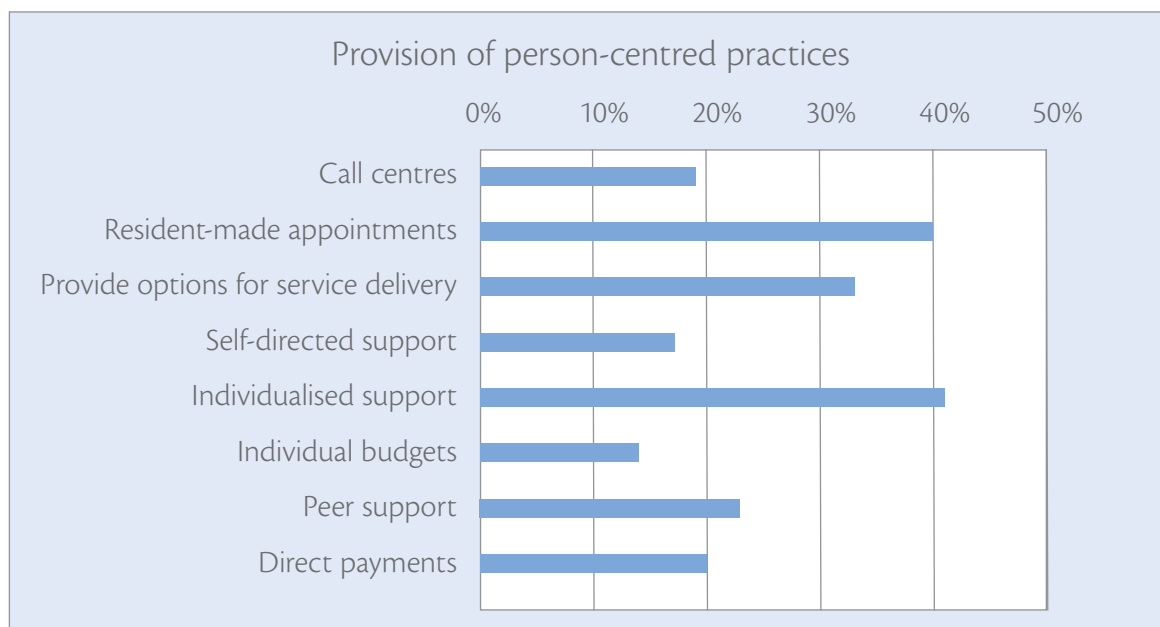 Provision of person-centred practices
0% 10% 20% 30% 40% 50%
Call centres
Resident-made appointments
Provide options for service delivery
Self-directed support
Individualised support
Individual budgets
Peer support
Direct payments